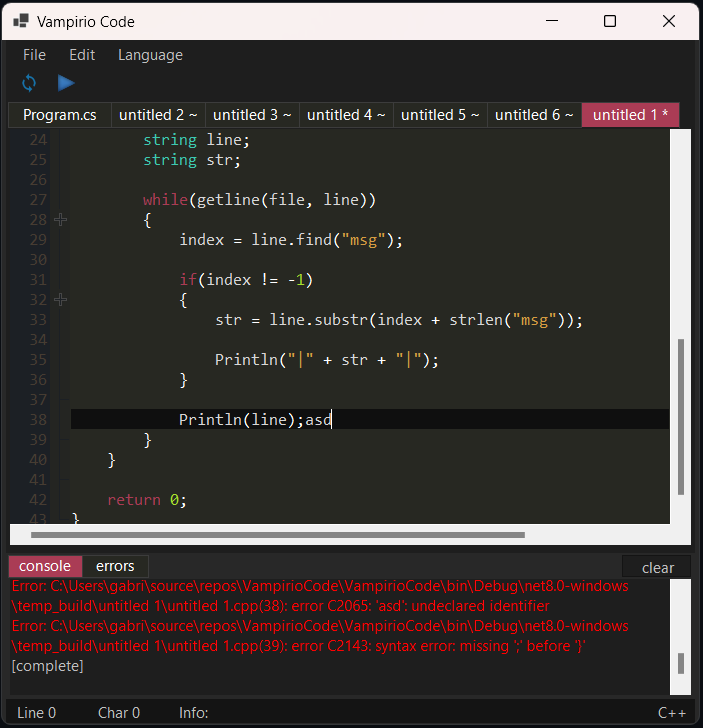 Vampirio Code
File Edit Language
Program.cs untitled 2 ~ untitled 3 ~ untitled 4 ~ untitled 5 ~ untitled 6 ~ untitled 1 *
24 string line;
25 string str;
26
27 while(getline(file, line))
28 {
29 index = line.find("msg");
30
31 if(index != -1)
32 {
33 str = line.substr(index + strlen("msg"));
34
35 Println("|" + str + "|");
36 }
37
38 Println(line);asd
39 }
40 }
41
42 return 0;
43 }
console errors clear
Error: C:\Users\gabri\source\repos\VampirioCode\VampirioCode\bin\Debug\net8.0-windows
\temp_build\untitled 1\untitled 1.cpp(38): error C2065: 'asd': undeclared identifier
Error: C:\Users\gabri\source\repos\VampirioCode\VampirioCode\bin\Debug\net8.0-windows
\temp_build\untitled 1\untitled 1.cpp(39): error C2143: syntax error: missing ';' before '}'
[complete]
Line 0 Char 0 Info: C++